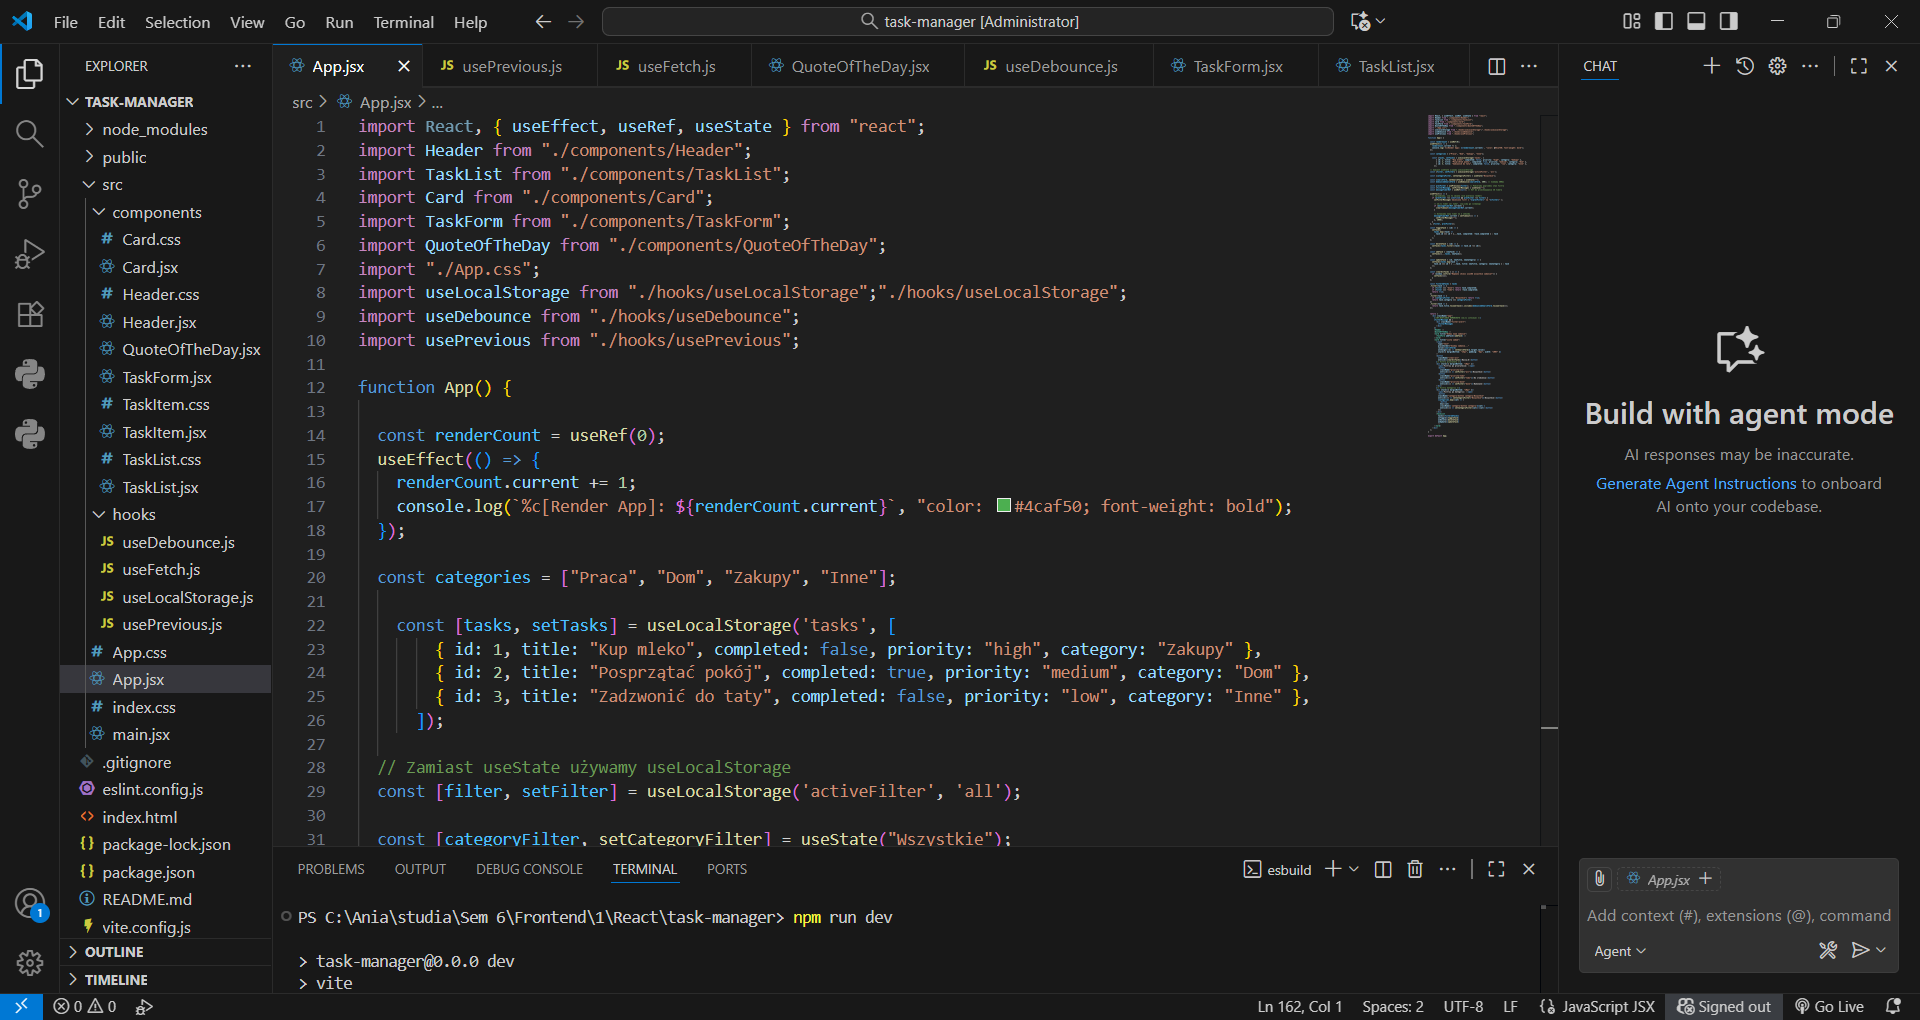 File Edit Selection View Go Run Terminal Help
task-manager [Administrator]
EXPLORER
TASK-MANAGER
node_modules
public
src
components
# Card.css
Card.jsx
# Header.css
Header.jsx
QuoteOfTheDay.jsx
TaskForm.jsx
# TaskItem.css
TaskItem.jsx
# TaskList.css
TaskList.jsx
hooks
JS useDebounce.js
JS useFetch.js
JS useLocalStorage.js
JS usePrevious.js
# App.css
App.jsx
# index.css
main.jsx
.gitignore
eslint.config.js
<> index.html
{} package-lock.json
{} package.json
README.md
vite.config.js
OUTLINE
TIMELINE
1
App.jsx
JS usePrevious.js
JS useFetch.js
QuoteOfTheDay.jsx
JS useDebounce.js
TaskForm.jsx
TaskList.jsx
src > App.jsx > ...
1 import React, { useEffect, useRef, useState } from "react";
2 import Header from "./components/Header";
3 import TaskList from "./components/TaskList";
4 import Card from "./components/Card";
5 import TaskForm from "./components/TaskForm";
6 import QuoteOfTheDay from "./components/QuoteOfTheDay";
7 import "./App.css";
8 import useLocalStorage from "./hooks/useLocalStorage";"./hooks/useLocalStorage";
9 import useDebounce from "./hooks/useDebounce";
10 import usePrevious from "./hooks/usePrevious";
11
12 function App() {
13
14 const renderCount = useRef(0);
15 useEffect(() => {
16 renderCount.current += 1;
17 console.log(`%c[Render App]: ${renderCount.current}`, "color: #4caf50; font-weight: bold");
18 });
19
20 const categories = ["Praca", "Dom", "Zakupy", "Inne"];
21
22 const [tasks, setTasks] = useLocalStorage('tasks', [
23 { id: 1, title: "Kup mleko", completed: false, priority: "high", category: "Zakupy" },
24 { id: 2, title: "Posprzątać pokój", completed: true, priority: "medium", category: "Dom" },
25 { id: 3, title: "Zadzwonić do taty", completed: false, priority: "low", category: "Inne" },
26 ]);
27
28 // Zamiast useState używamy useLocalStorage
29 const [filter, setFilter] = useLocalStorage('activeFilter', 'all');
30
31 const [categoryFilter, setCategoryFilter] = useState("Wszystkie");
PROBLEMS OUTPUT DEBUG CONSOLE TERMINAL PORTS
esbuild
PS C:\Ania\studia\Sem 6\Frontend\1\React\task-manager> npm run dev
> task-manager@0.0.0 dev
> vite
CHAT
Build with agent mode
AI responses may be inaccurate.
Generate Agent Instructions to onboard
AI onto your codebase.
App.jsx
Add context (#), extensions (@), command
Agent
0 0
Ln 162, Col 1 Spaces: 2 UTF-8 LF {} JavaScript JSX Signed out Go Live